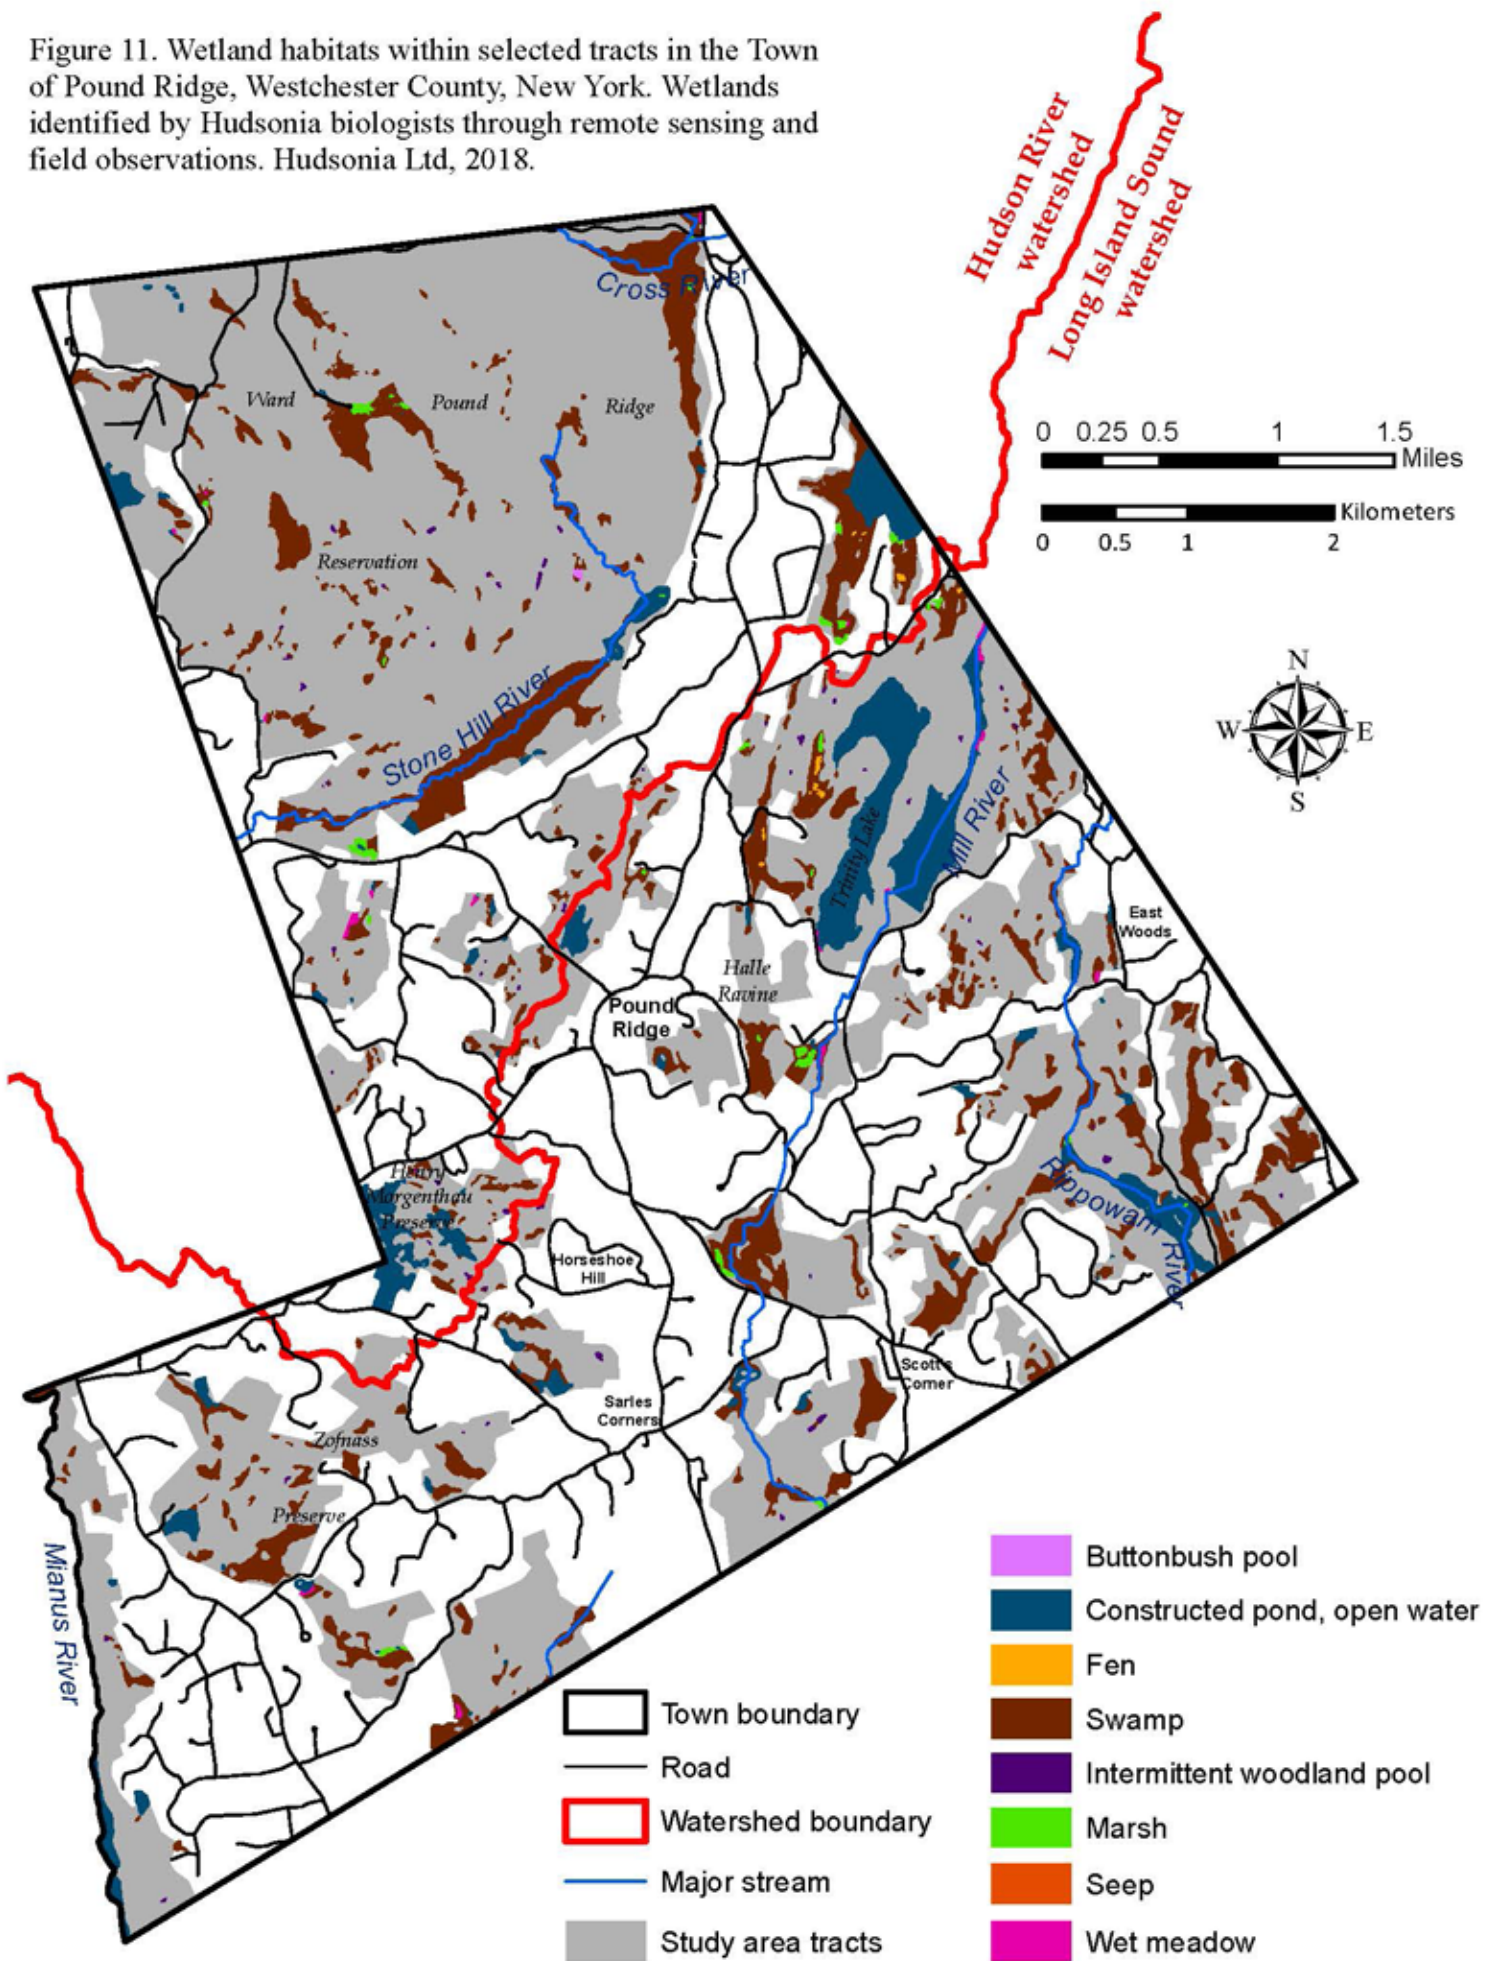 Figure 11. Wetland habitats within selected tracts in the Town
of Pound Ridge, Westchester County, New York. Wetlands
identified by Hudsonia biologists through remote sensing and
field observations. Hudsonia Ltd, 2018.
Hudson River
watershed
Long Island Sound
watershed
Cross River
Ward Pound Ridge
Reservation
0 0.25 0.5 1 1.5
Miles
Kilometers
0 0.5 1 2
N
W E
S
Stone Hill River
Trinity Lake
Mill River
East
Woods
Halle
Ravine
Pound
Ridge
Henry
Morgenthau
Preserve
Rippowam River
Horseshoe
Hill
Scott's
Corner
Sarles
Corners
Zofnass
Preserve
Mianus River
Town boundary
Road
Watershed boundary
Major stream
Study area tracts
Buttonbush pool
Constructed pond, open water
Fen
Swamp
Intermittent woodland pool
Marsh
Seep
Wet meadow